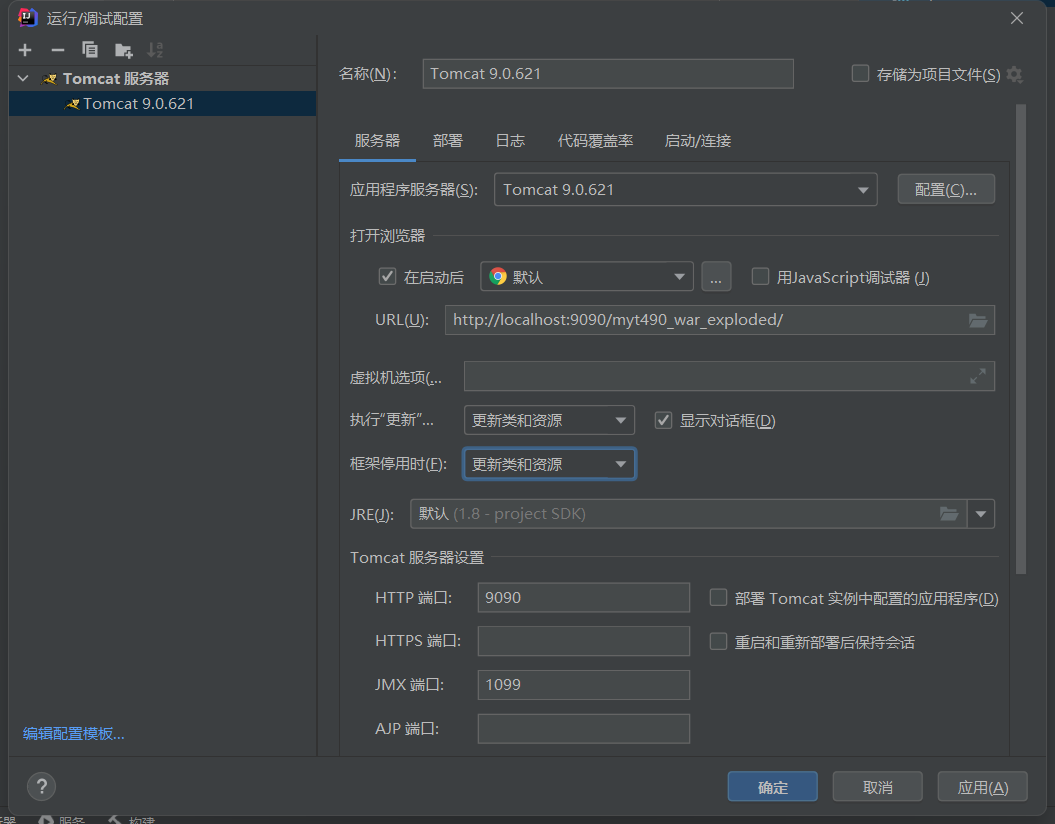 运行/调试配置
Tomcat 服务器
Tomcat 9.0.621
名称(N):
Tomcat 9.0.621
存储为项目文件(S)
服务器 部署 日志 代码覆盖率 启动/连接
应用程序服务器(S): Tomcat 9.0.621 配置(C)...
打开浏览器
在启动后 默认 ... 用JavaScript调试器 (J)
URL(U): http://localhost:9090/myt490_war_exploded/
虚拟机选项(...
执行“更新”... 更新类和资源 显示对话框(D)
框架停用时(F): 更新类和资源
JRE(J): 默认 (1.8 - project SDK)
Tomcat 服务器设置
HTTP 端口: 9090 部署 Tomcat 实例中配置的应用程序(D)
HTTPS 端口: 重启和重新部署后保持会话
JMX 端口: 1099
AJP 端口:
编辑配置模板...
? 确定 取消 应用(A)
服务 构建